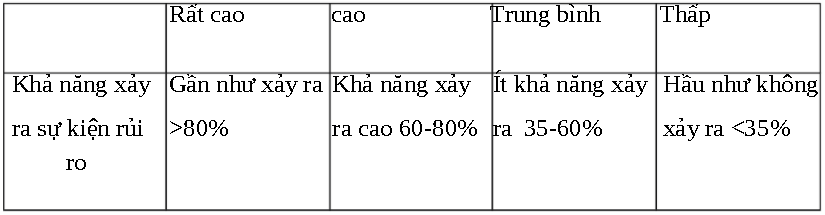 Rất cao cao Trung bình Thấp
Khả năng xảy Gần như xảy ra Khả năng xảy Ít khả năng xảy Hầu như không
ra sự kiện rủi >80% ra cao 60-80% ra 35-60% xảy ra <35%
ro